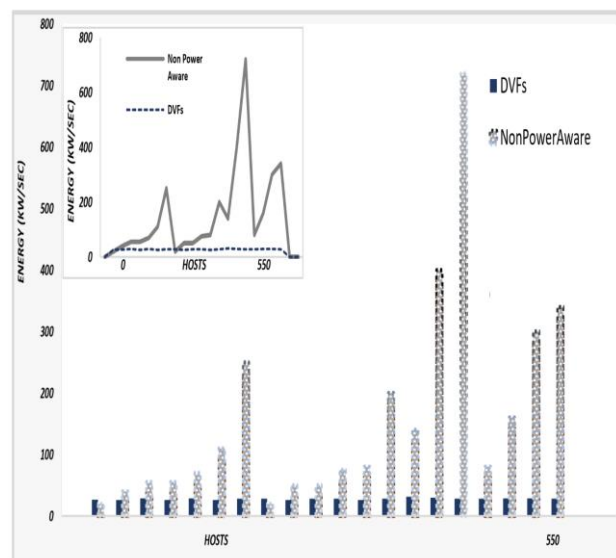 800
700
600
500
400
300
200
100
0
ENERGY (KW/SEC)
HOSTS
550
DVFs
NonPowerAware
800
600
400
200
0
ENERGY (KW/SEC)
Non Power
Aware
DVFs
0
HOSTS
550